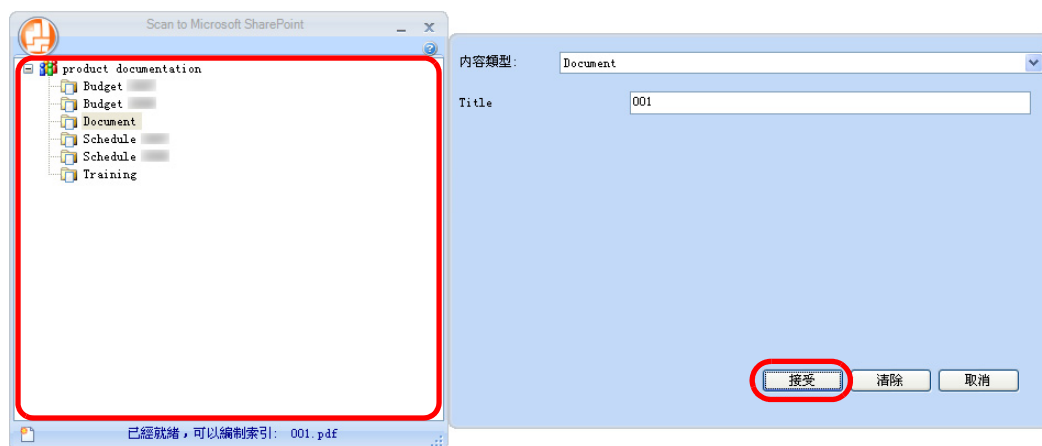 Scan to Microsoft SharePoint
product documentation
Budget
Budget
Document
Schedule
Schedule
Training
已經就緒，可以編制索引: 001.pdf
內容類型: Document
Title 001
接受 清除 取消